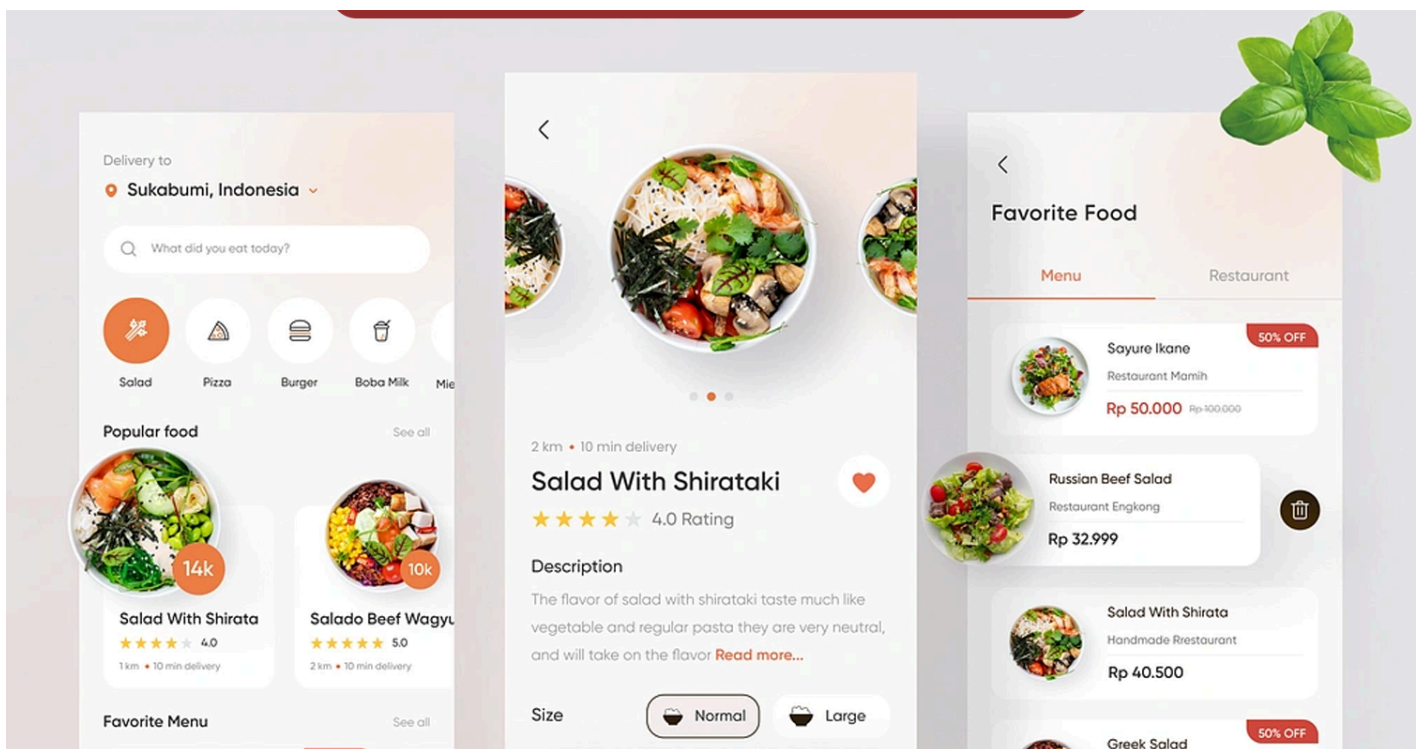 Delivery to
Sukabumi, Indonesia
What did you eat today?
Salad
Pizza
Burger
Boba Milk
Mie
Popular food
See all
14k
10k
Salad With Shirata
4.0
1 km • 10 min delivery
Salado Beef Wagyu
5.0
2 km • 10 min delivery
Favorite Menu
See all
2 km • 10 min delivery
Salad With Shirataki
4.0 Rating
Description
The flavor of salad with shirataki taste much like
vegetable and regular pasta they are very neutral,
and will take on the flavor Read more...
Size
Normal
Large
Favorite Food
Menu
Restaurant
50% OFF
Sayure Ikane
Restaurant Mamih
Rp 50.000 Rp 100.000
Russian Beef Salad
Restaurant Engkong
Rp 32.999
Salad With Shirata
Handmade Rrestaurant
Rp 40.500
50% OFF
Greek Salad